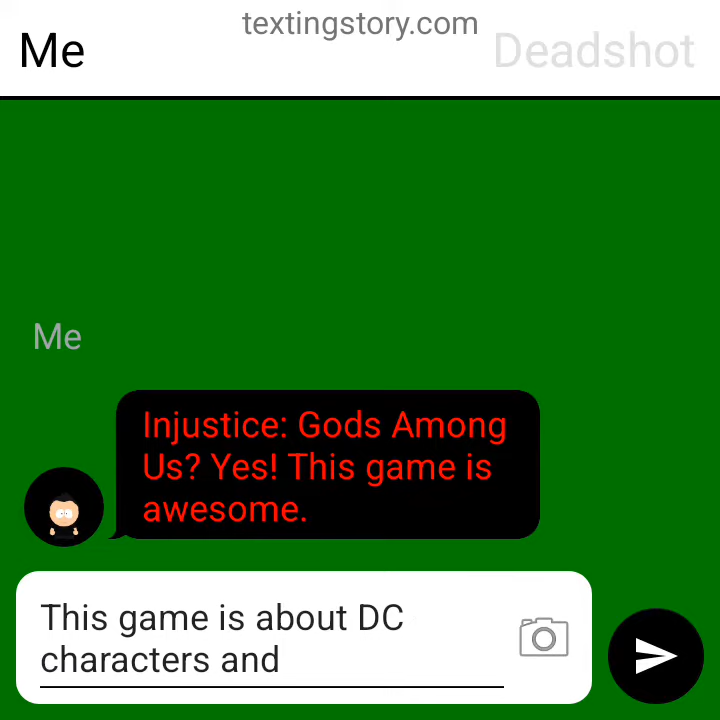 textingstory.com
Me
Deadshot
Me
Injustice: Gods Among
Us? Yes! This game is
awesome.
This game is about DC
characters and